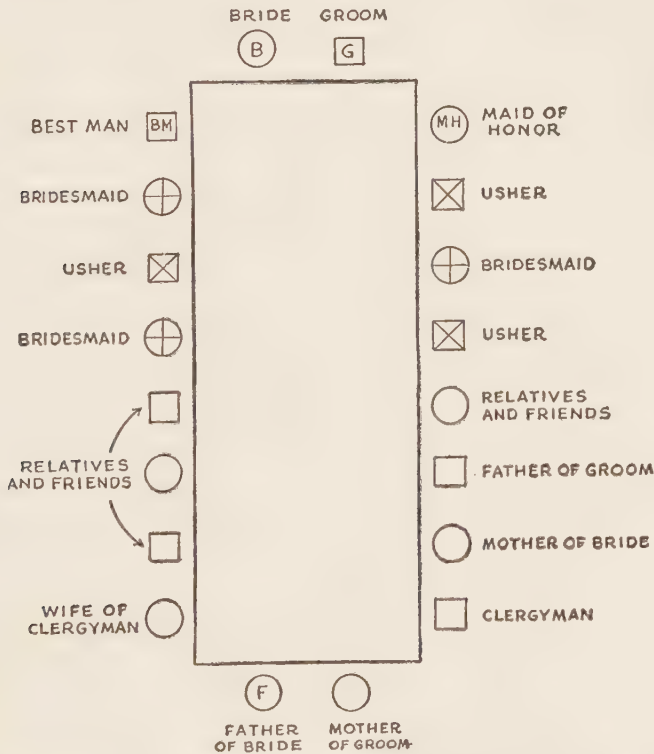 BRIDE GROOM
B G
BEST MAN BM
MH MAID OF
HONOR
BRIDESMAID
USHER
USHER
BRIDESMAID
BRIDESMAID
USHER
RELATIVES
AND FRIENDS
RELATIVES
AND FRIENDS
FATHER OF GROOM
MOTHER OF BRIDE
WIFE OF
CLERGYMAN
CLERGYMAN
F
FATHER
OF BRIDE
MOTHER
OF GROOM